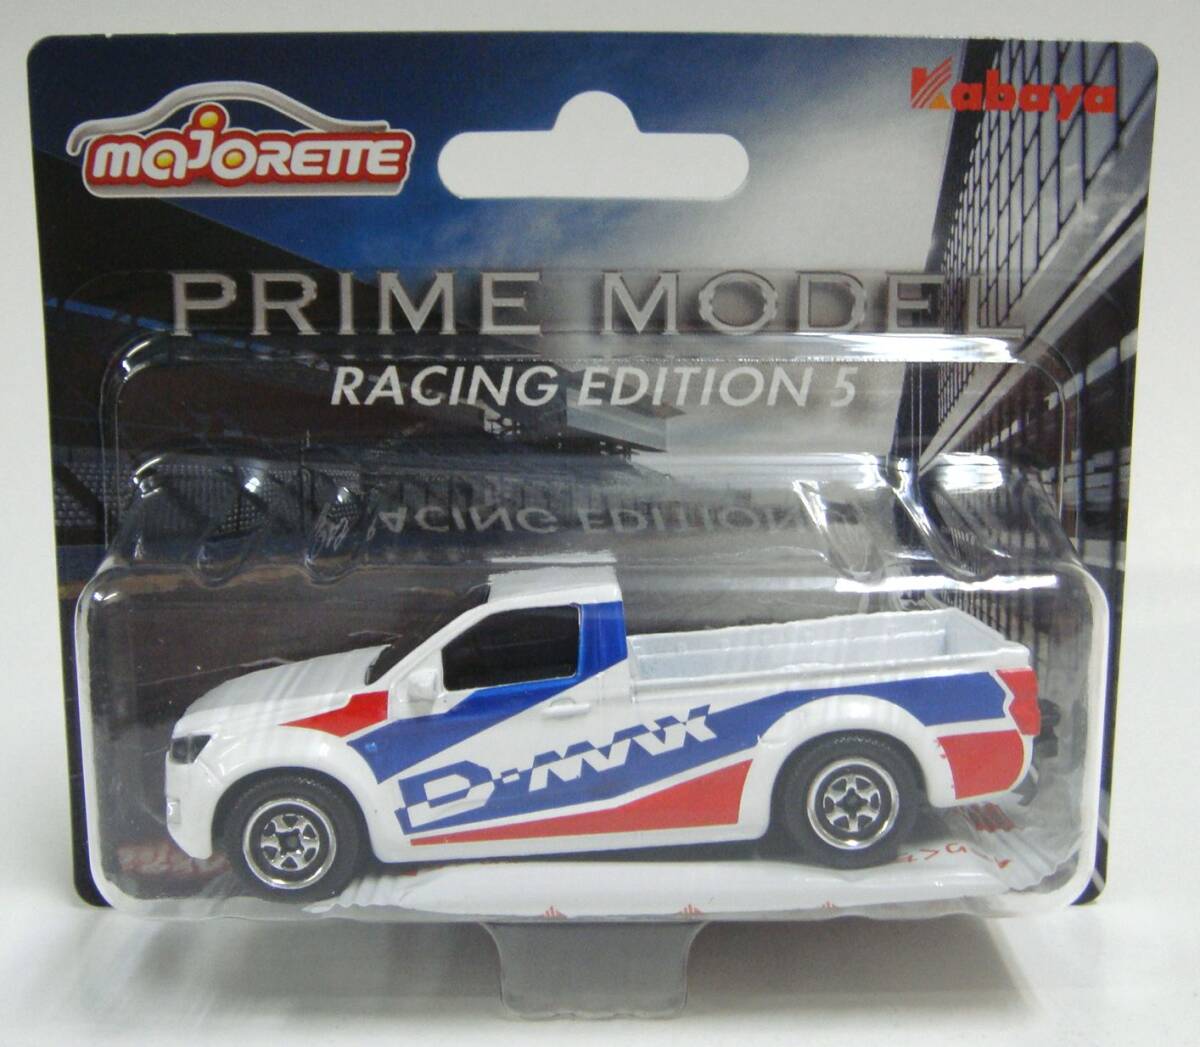 majorette
Kabaya
PRIME MODEL
RACING EDITION 5
D-MAX